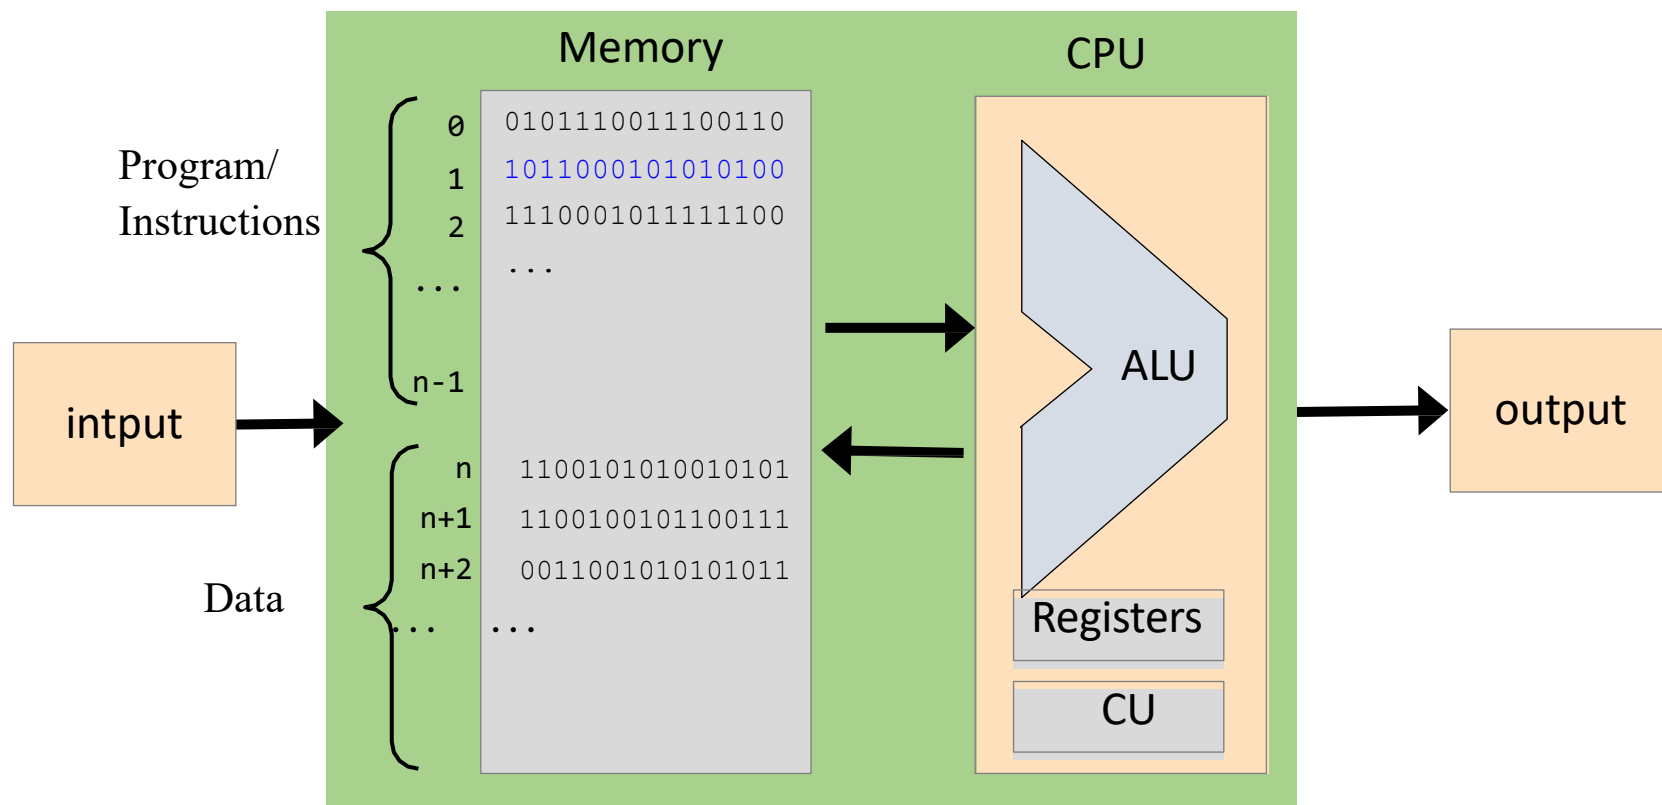 Memory
CPU
Program/
Instructions
0 0101110011100110
1 1011000101010100
2 1110001011111100
... ...
n-1
intput
ALU
output
n 1100101010010101
n+1 1100100101100111
n+2 0011001010101011
Data
... ...
Registers
CU